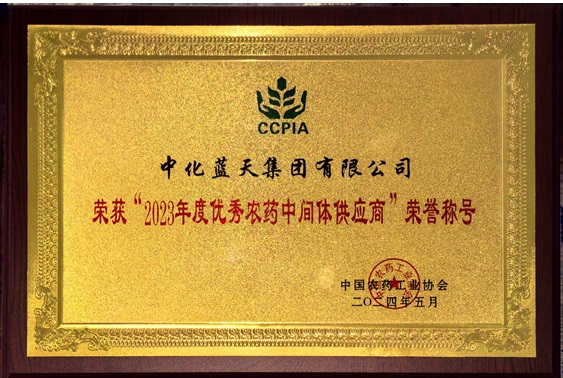 CCPIA
中化蓝天集团有限公司
荣获“2023年度优秀农药中间体供应商”荣誉称号
中国农药工业协会
二〇二四年五月